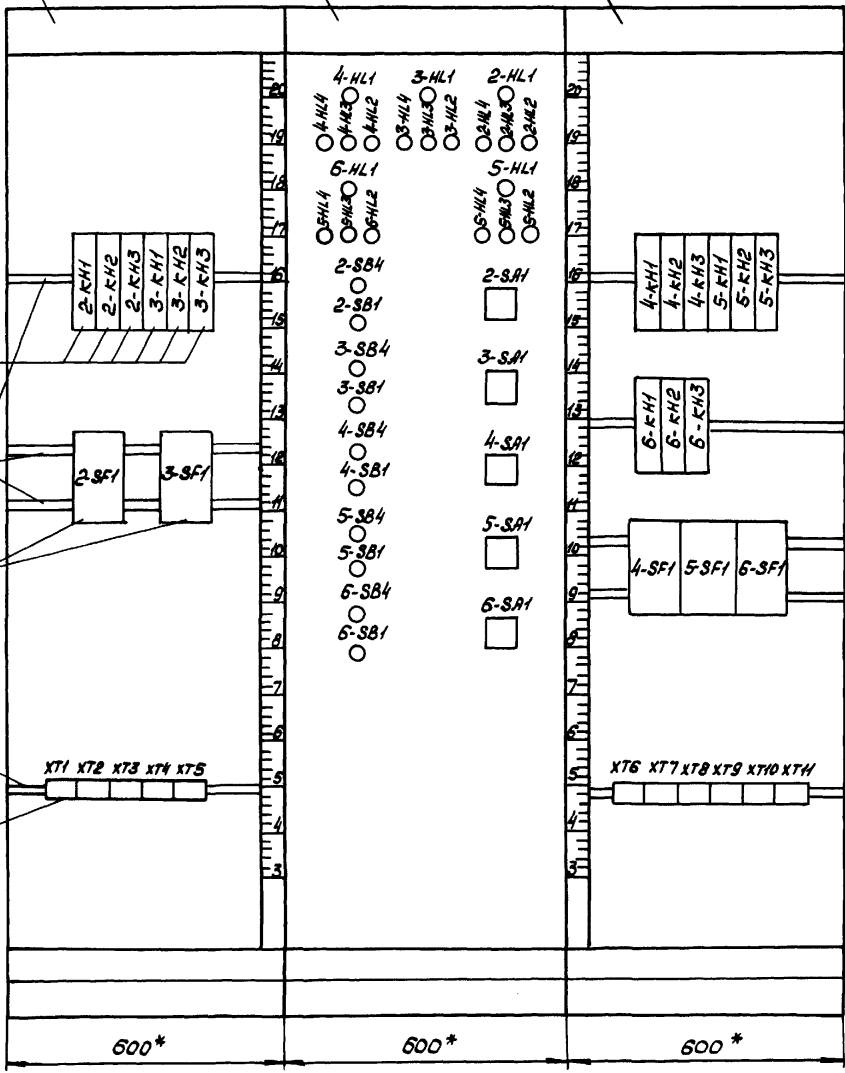 4-HL1 3-HL1 2-HL1
4-HL4 4-HL3 4-HL2 3-HL4 3-HL3 3-HL2 2-HL4 2-HL3 2-HL2
6-HL1 5-HL1
6-HL4 6-HL3 6-HL2 5-HL4 5-HL3 5-HL2
2-KH1 2-KH2 2-KH3 3-KH1 3-KH2 3-KH3
2-SF1 3-SF1
XT1 XT2 XT3 XT4 XT5
20
19
18
17
16
15
14
13
12
11
10
9
8
7
6
5
4
3
2-SB4
2-SB1
3-SB4
3-SB1
4-SB4
4-SB1
5-SB4
5-SB1
6-SB4
6-SB1
2-SA1
3-SA1
4-SA1
5-SA1
6-SA1
20
19
18
17
16
15
14
13
12
11
10
9
8
7
6
5
4
3
4-KH1 4-KH2 4-KH3 5-KH1 5-KH2 5-KH3
6-KH1 6-KH2 6-KH3
4-SF1 5-SF1 6-SF1
XT6 XT7 XT8 XT9 XT10 XT11
600* 600* 600*